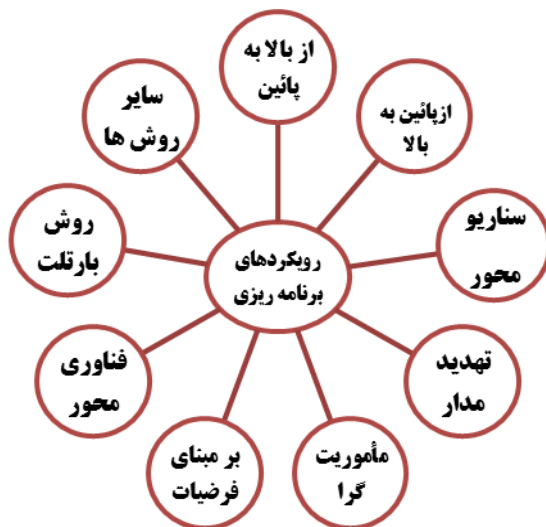 رویکردهای
برنامه ریزی
از بالا به
پائین
ازپائین به
بالا
سناریو
محور
تهدید
مدار
مأموریت
گرا
بر مبنای
فرضیات
فناوری
محور
روش
بارتلت
سایر
روش ها